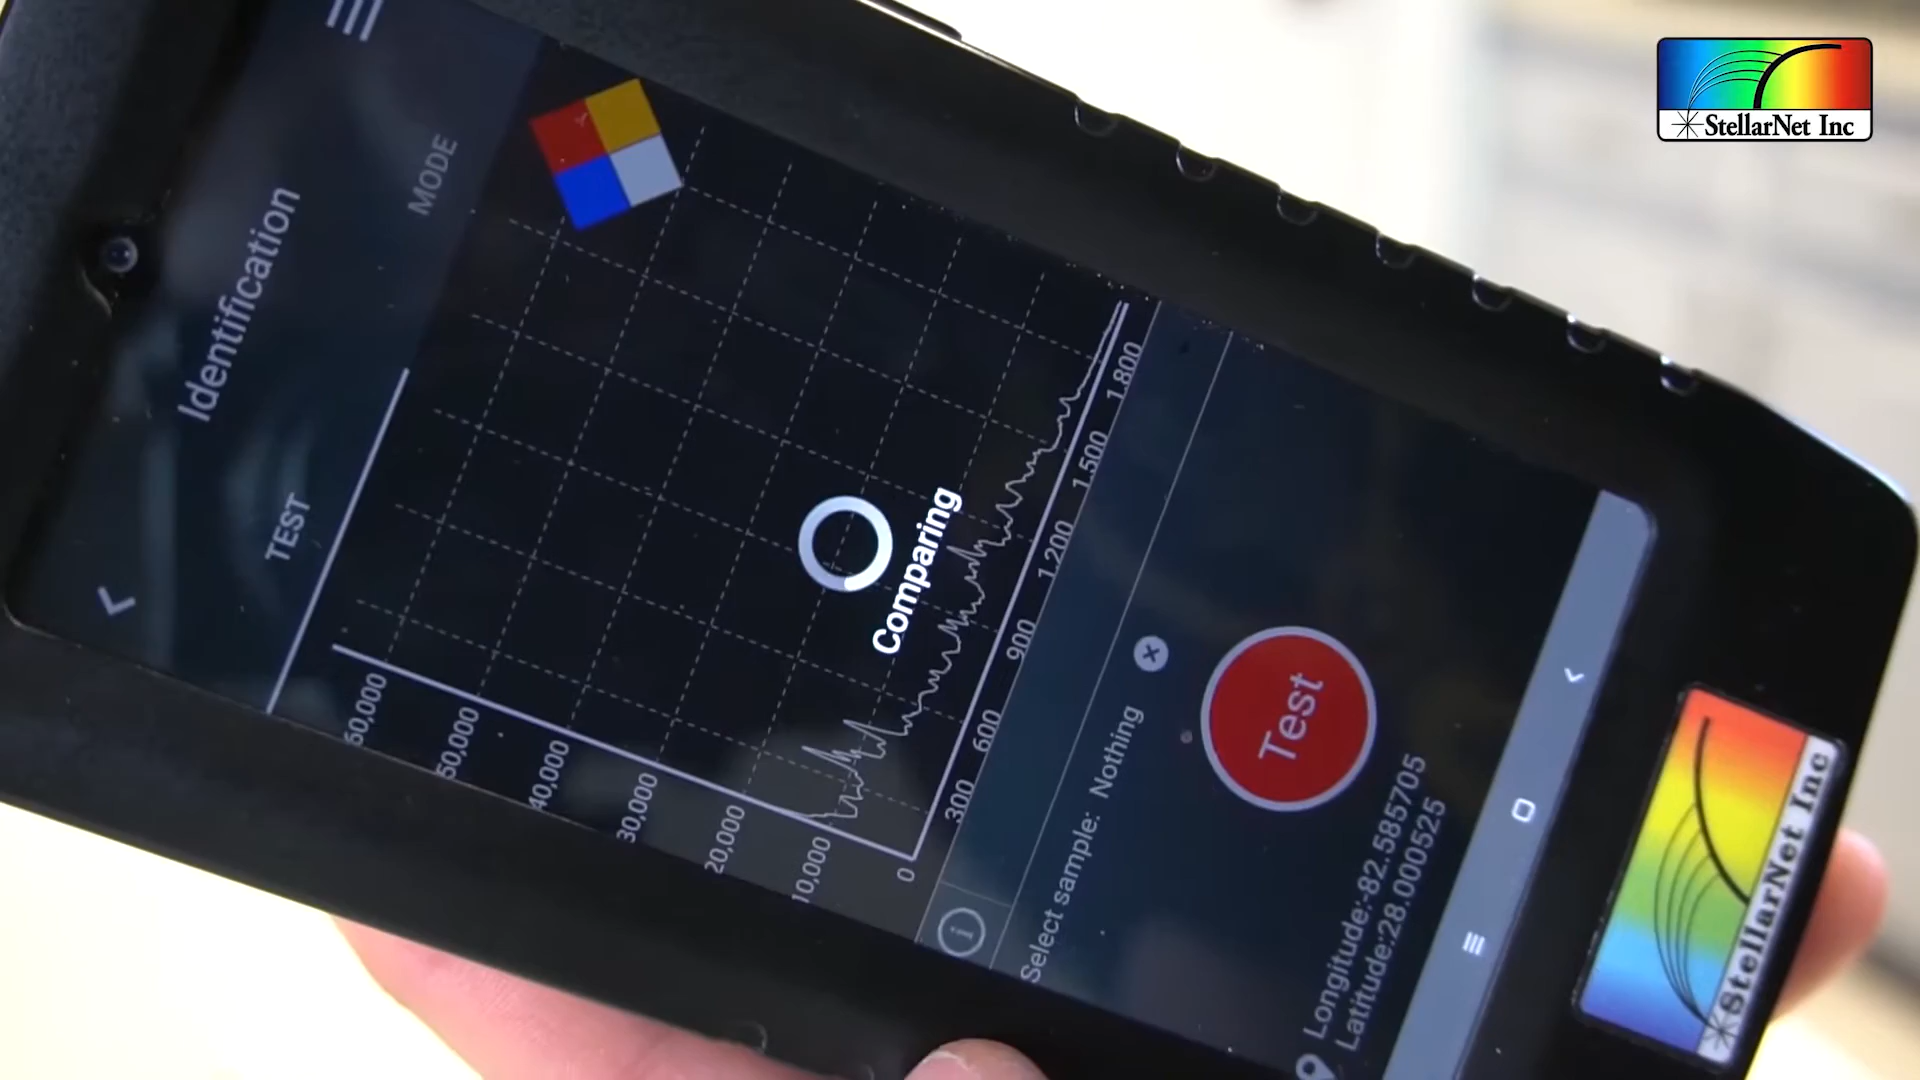 StellarNet Inc
Identification
TEST
MODE
60,000
50,000
40,000
30,000
20,000
10,000
0
300
600
900
1,200
1,500
1,800
Comparing
Select sample: Nothing
Test
Longitude:-82.585705
Latitude:28.000525
StellarNet Inc